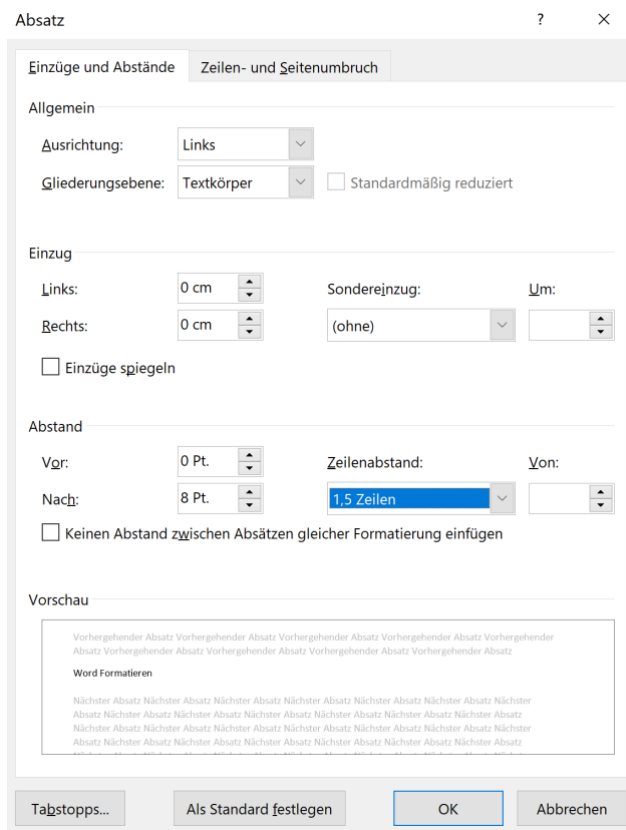 Absatz ? ×
Einzüge und Abstände Zeilen- und Seitenumbruch
Allgemein
Ausrichtung: Links
Gliederungsebene: Textkörper Standardmäßig reduziert
Einzug
Links: 0 cm Sondereinzug: Um:
Rechts: 0 cm (ohne)
Einzüge spiegeln
Abstand
Vor: 0 Pt. Zeilenabstand: Von:
Nach: 8 Pt. 1,5 Zeilen
Keinen Abstand zwischen Absätzen gleicher Formatierung einfügen
Vorschau
Vorhergehender Absatz Vorhergehender Absatz Vorhergehender Absatz Vorhergehender Absatz Vorhergehender
Absatz Vorhergehender Absatz Vorhergehender Absatz Vorhergehender Absatz Vorhergehender Absatz
Word Formatieren
Nächster Absatz Nächster Absatz Nächster Absatz Nächster Absatz Nächster Absatz Nächster Absatz Nächster
Absatz Nächster Absatz Nächster Absatz Nächster Absatz Nächster Absatz Nächster Absatz Nächster Absatz
Nächster Absatz Nächster Absatz Nächster Absatz Nächster Absatz Nächster Absatz Nächster Absatz Nächster
Absatz Nächster Absatz Nächster Absatz Nächster Absatz Nächster Absatz Nächster Absatz Nächster Absatz
Tabstopps... Als Standard festlegen OK Abbrechen